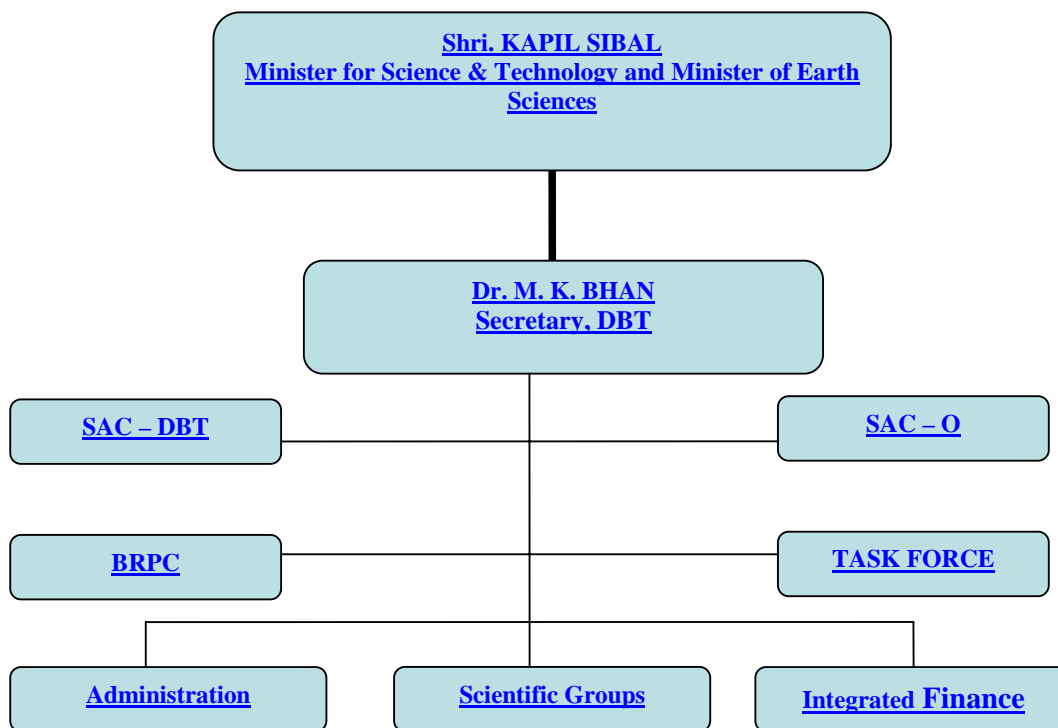 Shri. KAPIL SIBAL
Minister for Science & Technology and Minister of Earth
Sciences
Dr. M. K. BHAN
Secretary, DBT
SAC – DBT
SAC – O
BRPC
TASK FORCE
Administration
Scientific Groups
Integrated Finance